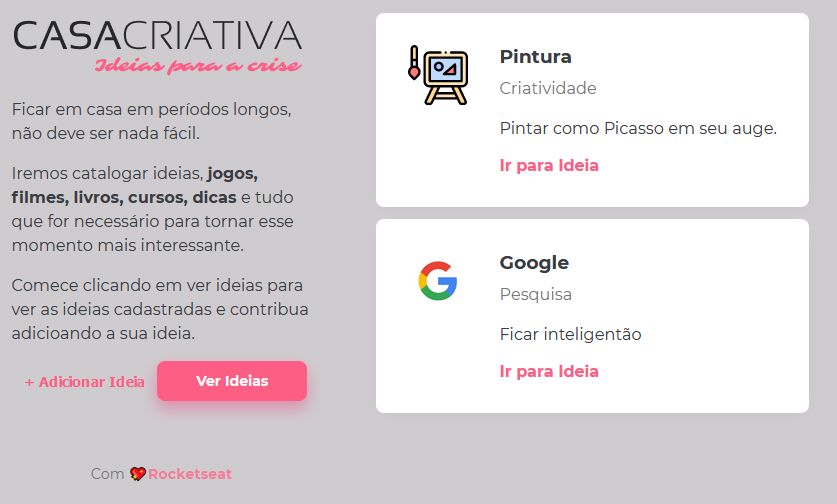 CASACRIATIVA
Ideias para a crise
Ficar em casa em períodos longos,
não deve ser nada fácil.
Iremos catalogar ideias, jogos,
filmes, livros, cursos, dicas e tudo
que for necessário para tornar esse
momento mais interessante.
Comece clicando em ver ideias para
ver as ideias cadastradas e contribua
adicioando a sua ideia.
+ Adicionar Ideia
Ver Ideias
Com Rocketseat
Pintura
Criatividade
Pintar como Picasso em seu auge.
Ir para Ideia
Google
Pesquisa
Ficar inteligentão
Ir para Ideia